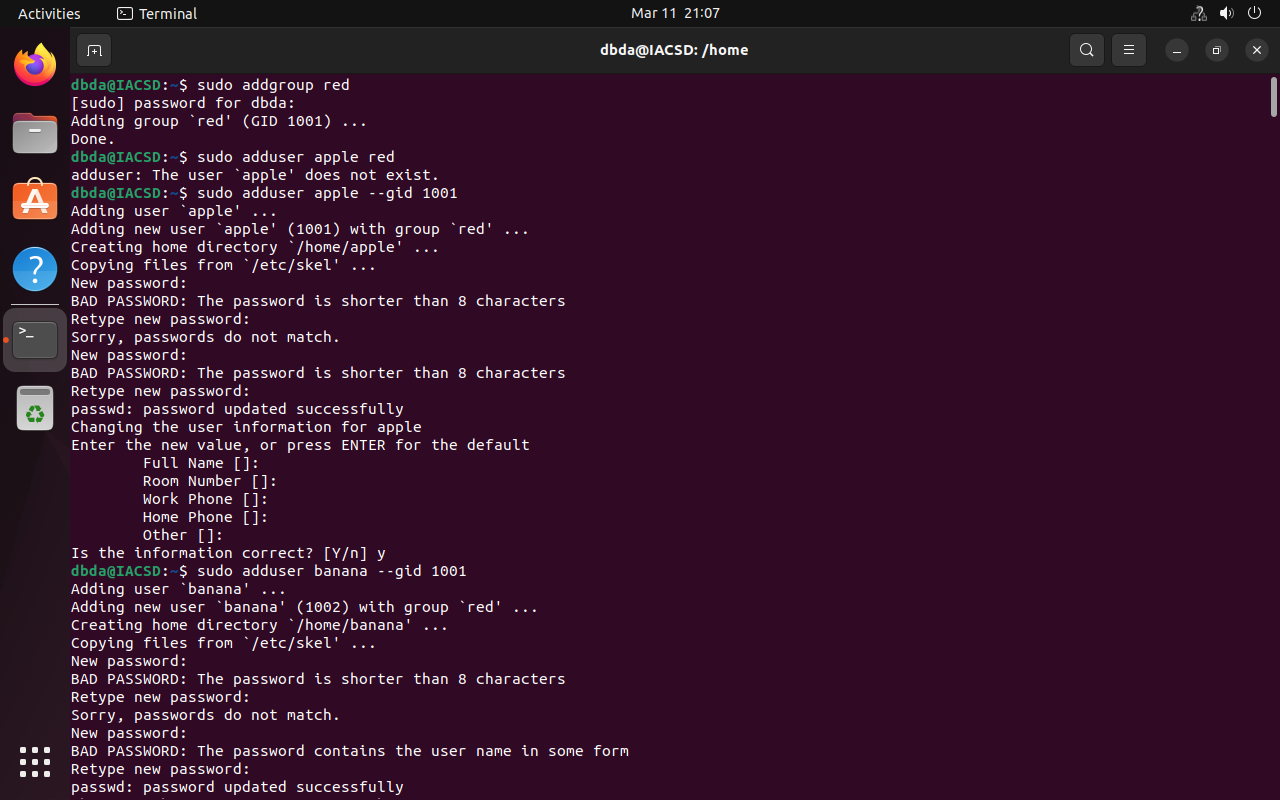 Activities
Terminal
Mar 11 21:07
dbda@IACSD: /home
dbda@IACSD:~$ sudo addgroup red
[sudo] password for dbda:
Adding group `red' (GID 1001) ...
Done.
dbda@IACSD:~$ sudo adduser apple red
adduser: The user `apple' does not exist.
dbda@IACSD:~$ sudo adduser apple --gid 1001
Adding user `apple' ...
Adding new user `apple' (1001) with group `red' ...
Creating home directory `/home/apple' ...
Copying files from `/etc/skel' ...
New password:
BAD PASSWORD: The password is shorter than 8 characters
Retype new password:
Sorry, passwords do not match.
New password:
BAD PASSWORD: The password is shorter than 8 characters
Retype new password:
passwd: password updated successfully
Changing the user information for apple
Enter the new value, or press ENTER for the default
Full Name []:
Room Number []:
Work Phone []:
Home Phone []:
Other []:
Is the information correct? [Y/n] y
dbda@IACSD:~$ sudo adduser banana --gid 1001
Adding user `banana' ...
Adding new user `banana' (1002) with group `red' ...
Creating home directory `/home/banana' ...
Copying files from `/etc/skel' ...
New password:
BAD PASSWORD: The password is shorter than 8 characters
Retype new password:
Sorry, passwords do not match.
New password:
BAD PASSWORD: The password contains the user name in some form
Retype new password:
passwd: password updated successfully